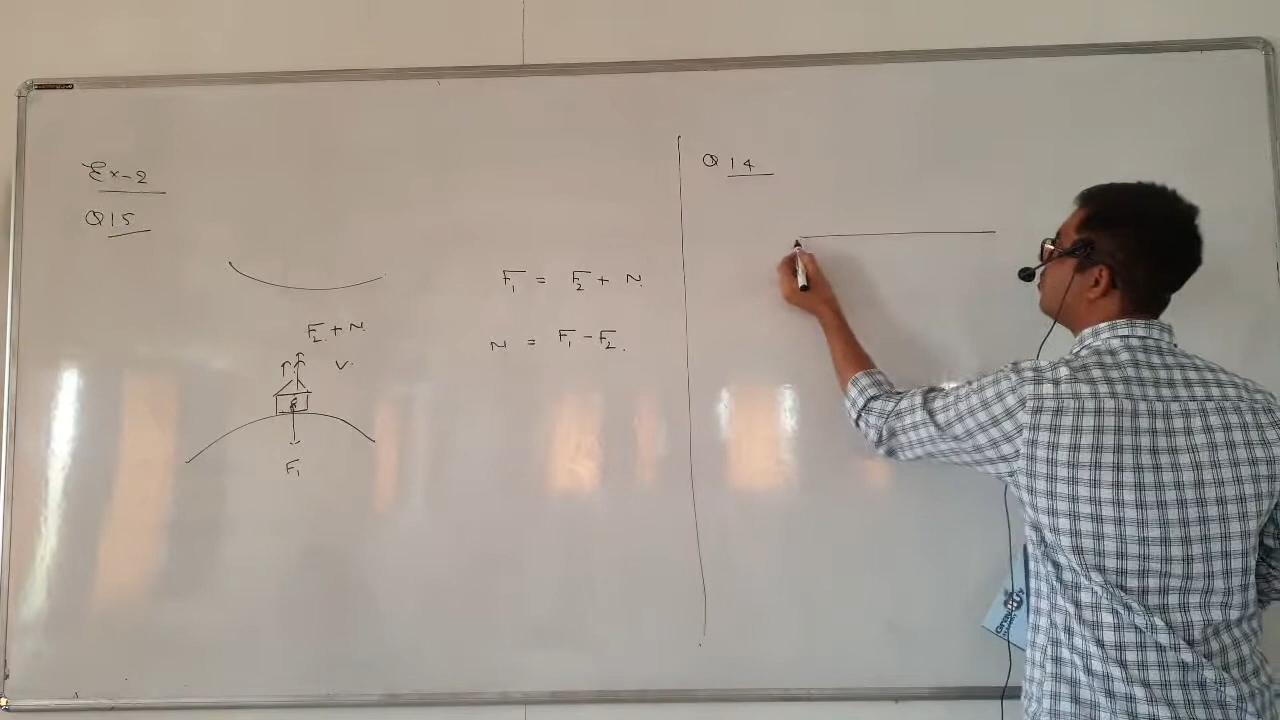 Ex-2
Q15
F₁ = F₂ + N.
F₂ + N.
N = F₁ - F₂.
V.
F₁
Q 14